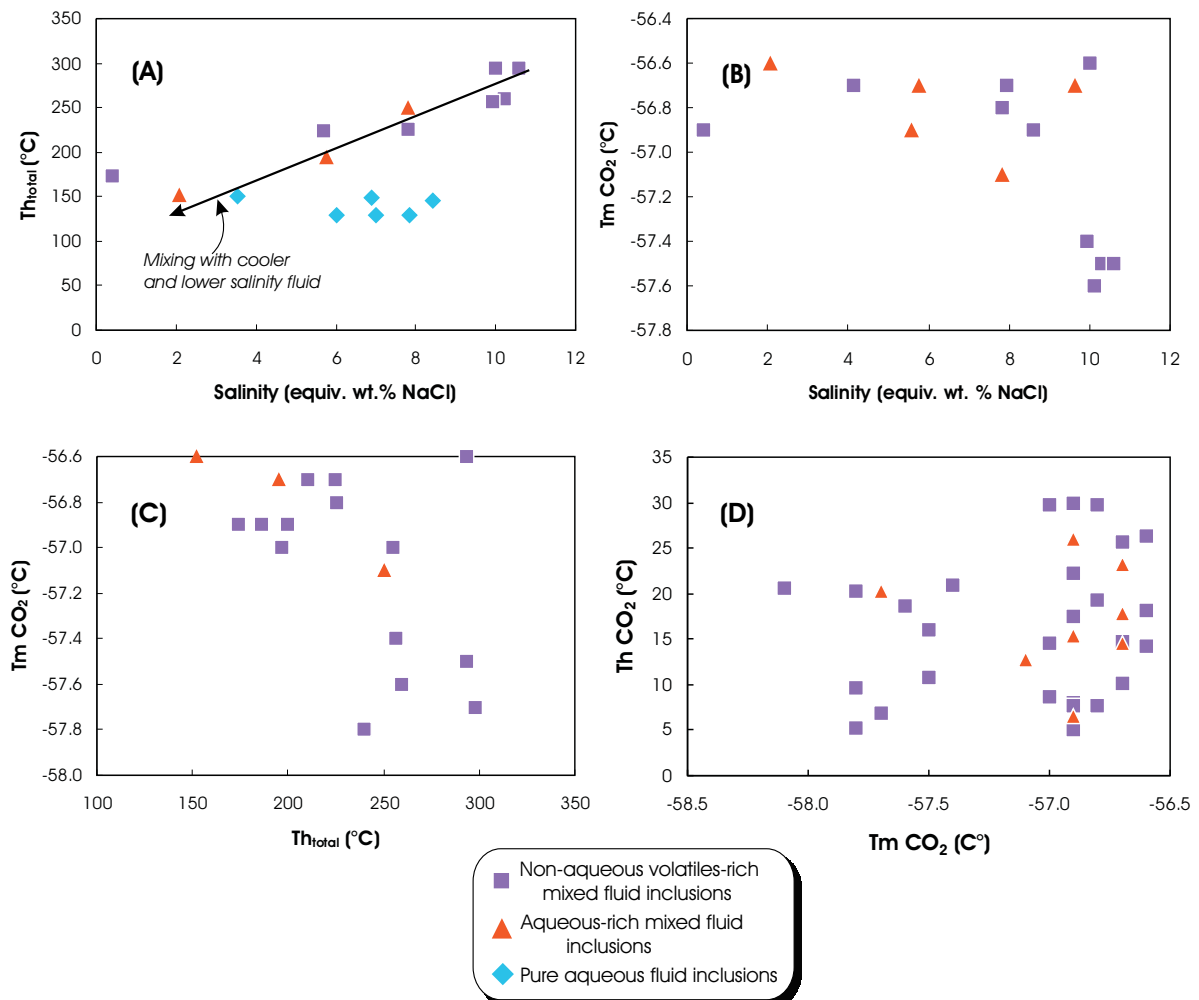 350
300
250
200
150
100
50
0
Th total (°C)
(A)
Mixing with cooler
and lower salinity fluid
0 2 4 6 8 10 12
Salinity (equiv. wt.% NaCl)
-56.4
-56.6
-56.8
-57.0
-57.2
-57.4
-57.6
-57.8
Tm CO2 (°C)
(B)
0 2 4 6 8 10 12
Salinity (equiv. wt. % NaCl)
-56.6
-56.8
-57.0
-57.2
-57.4
-57.6
-57.8
-58.0
Tm CO2 (°C)
(C)
100 150 200 250 300 350
Th total (°C)
35
30
25
20
15
10
5
0
Th CO2 (°C)
(D)
-58.5 -58.0 -57.5 -57.0 -56.5
Tm CO2 (C°)
Non-aqueous volatiles-rich
mixed fluid inclusions
Aqueous-rich mixed fluid
inclusions
Pure aqueous fluid inclusions